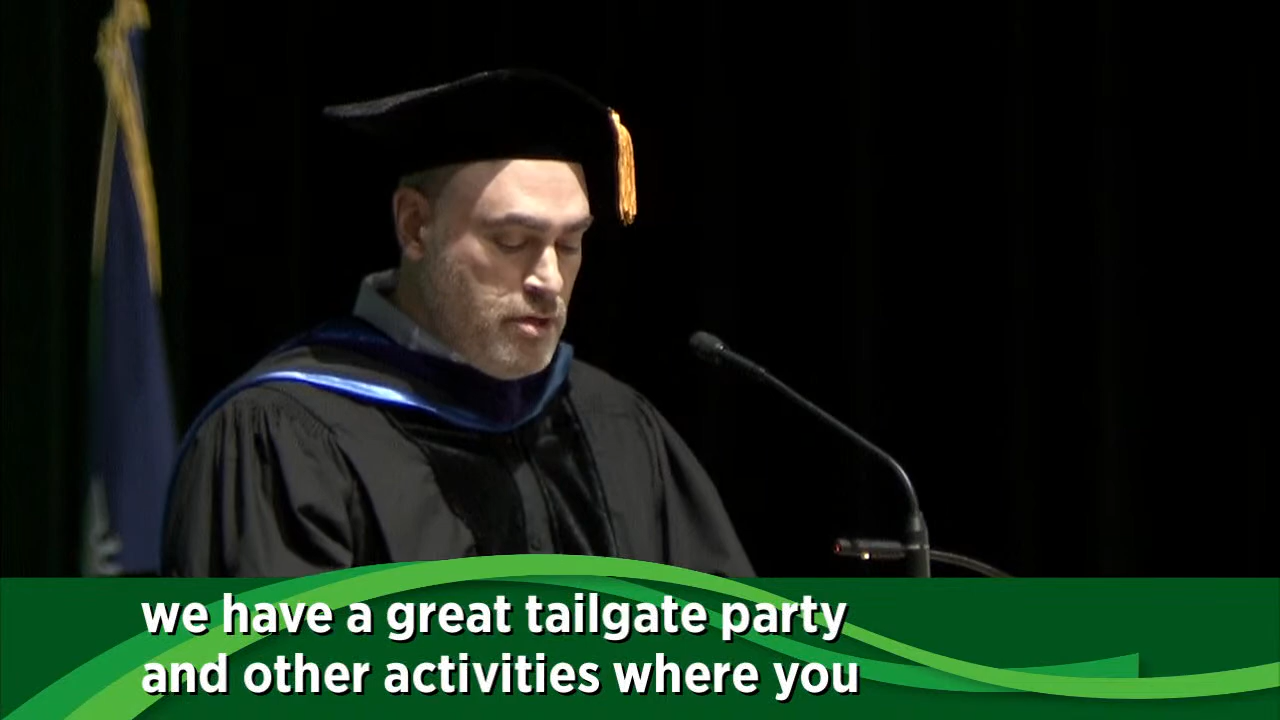 we have a great tailgate party
and other activities where you